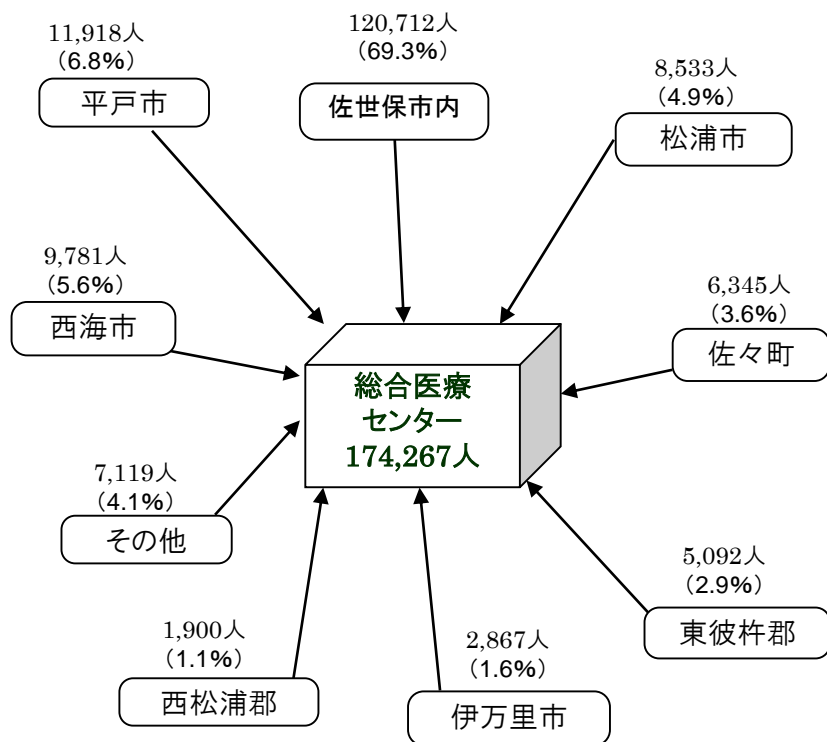 11,918人
（6.8%）
平戸市
120,712人
（69.3%）
佐世保市内
8,533人
（4.9%）
松浦市
9,781人
（5.6%）
西海市
6,345人
（3.6%）
佐々町
総合医療
センター
174,267人
7,119人
（4.1%）
その他
5,092人
（2.9%）
東彼杵郡
1,900人
（1.1%）
西松浦郡
2,867人
（1.6%）
伊万里市